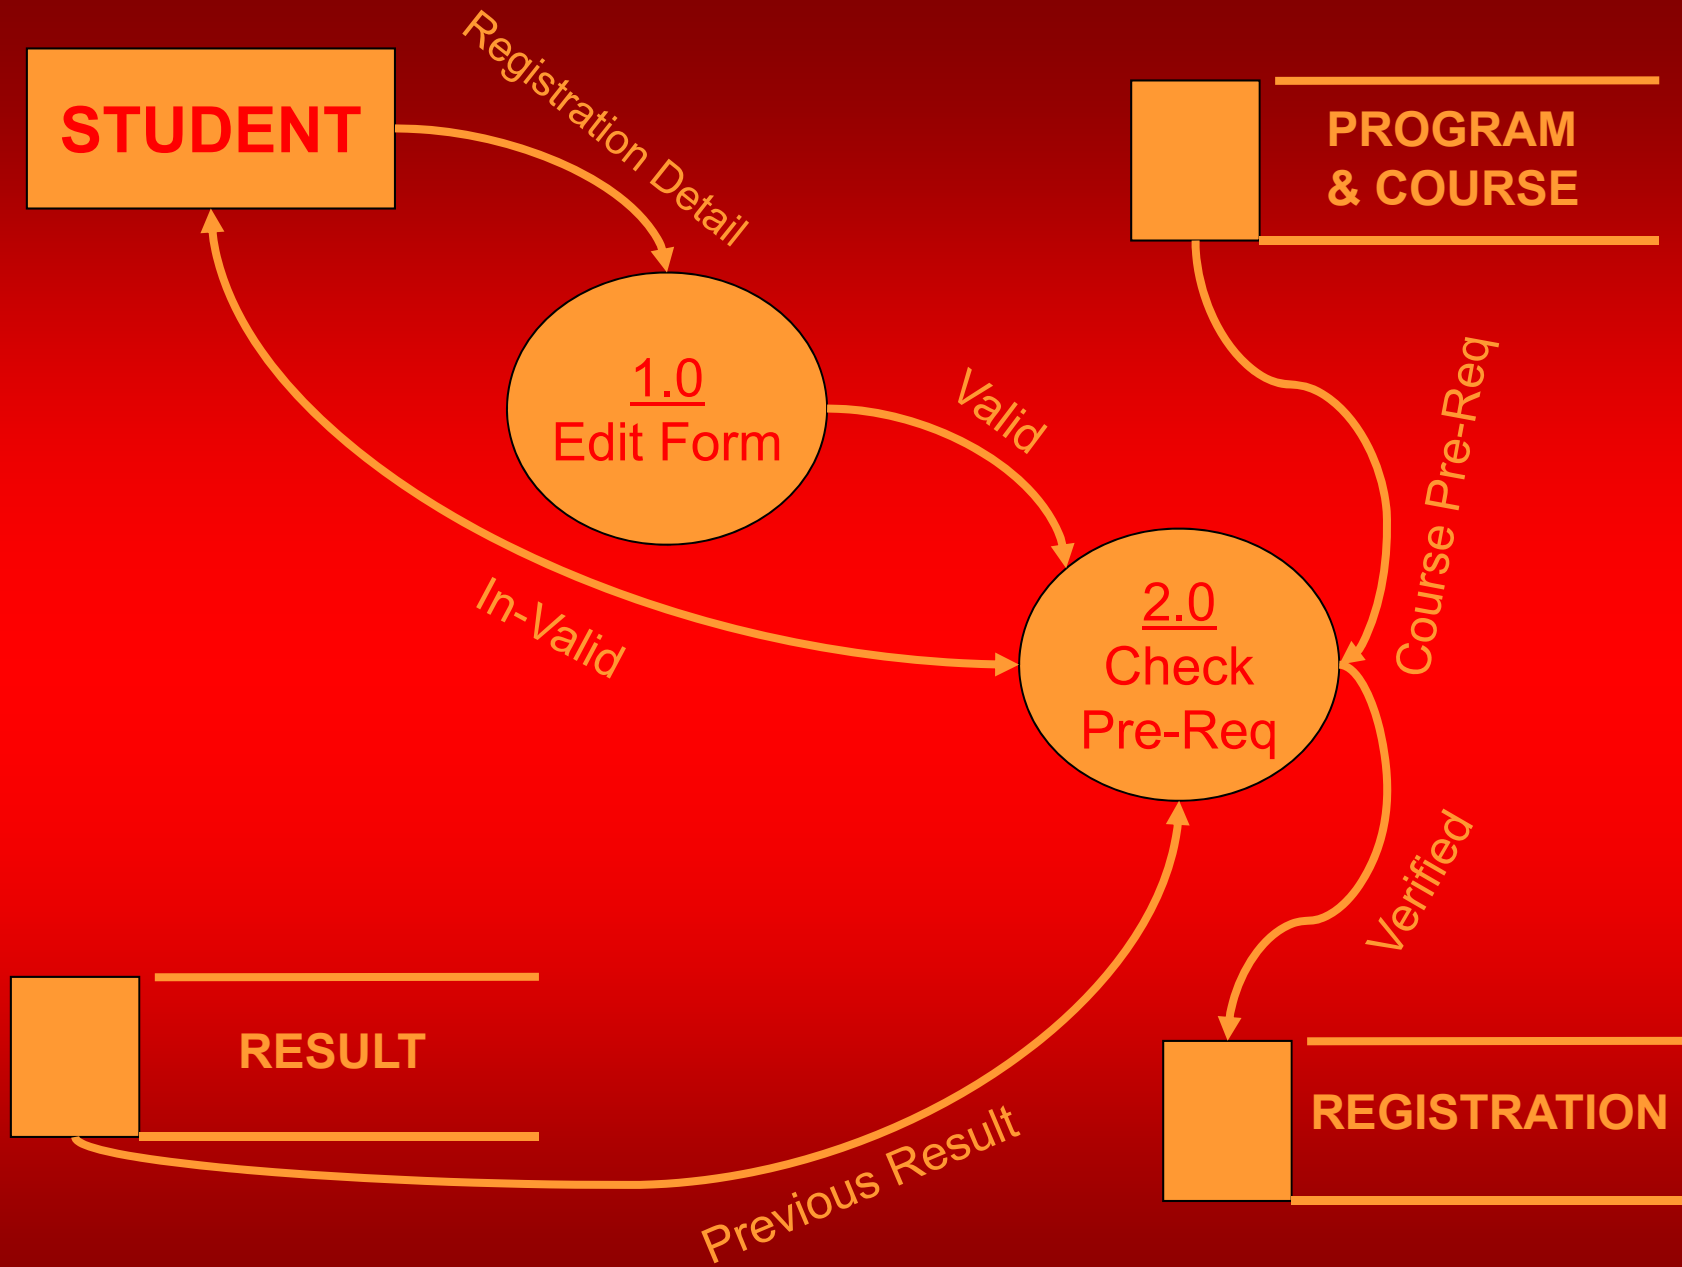 STUDENT
Registration Detail
PROGRAM
& COURSE
1.0
Edit Form
Valid
Course Pre-Req
In-Valid
2.0
Check
Pre-Req
Verified
RESULT
REGISTRATION
Previous Result